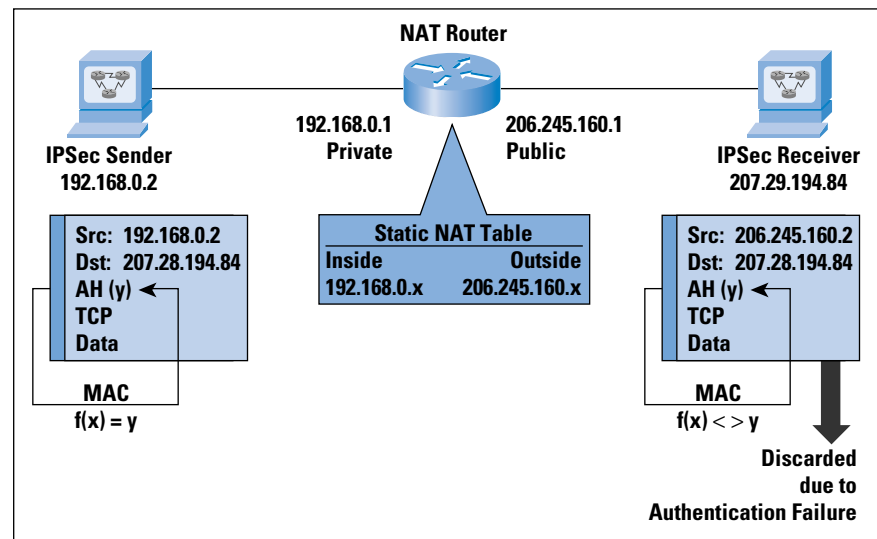 NAT Router
192.168.0.1
Private
206.245.160.1
Public
IPSec Sender
192.168.0.2
IPSec Receiver
207.29.194.84
Static NAT Table
Inside Outside
192.168.0.x 206.245.160.x
Src: 192.168.0.2
Dst: 207.28.194.84
AH (y)
TCP
Data
MAC
f(x) = y
Src: 206.245.160.2
Dst: 207.28.194.84
AH (y)
TCP
Data
MAC
f(x) < > y
Discarded
due to
Authentication Failure